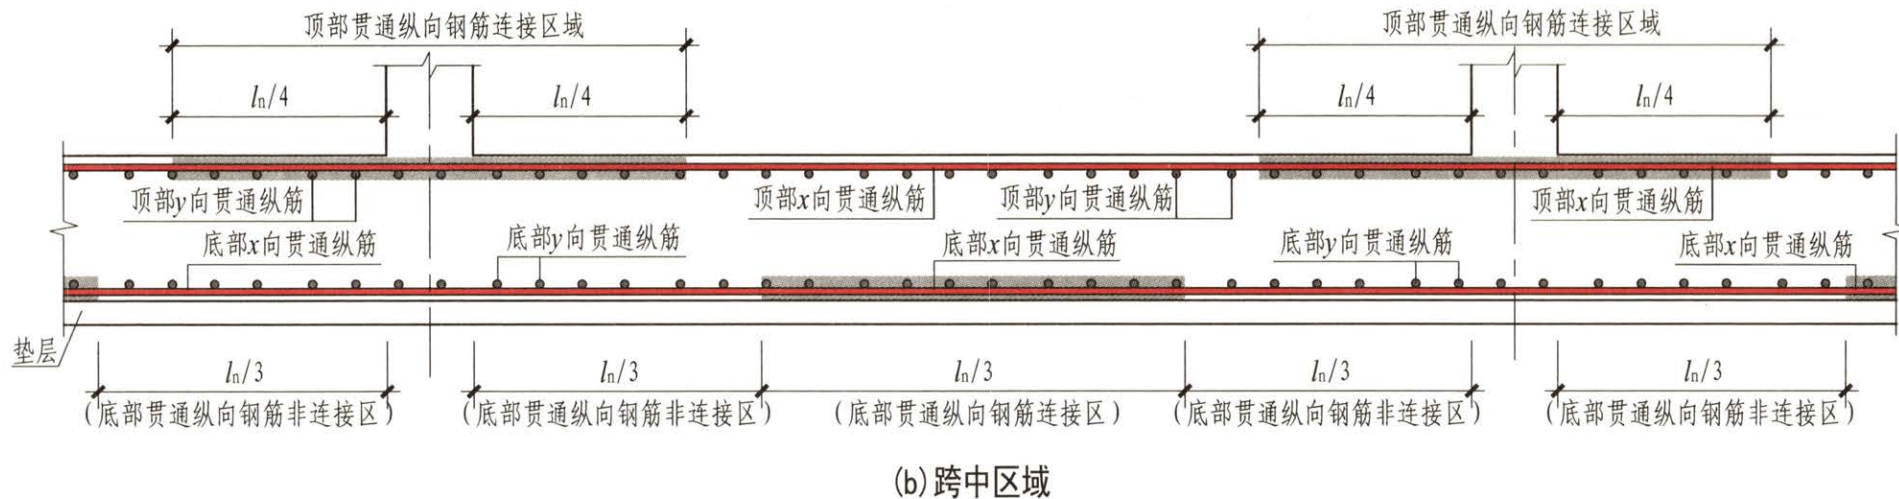 顶部贯通纵向钢筋连接区域
顶部贯通纵向钢筋连接区域
ln/4
ln/4
ln/4
ln/4
顶部y向贯通纵筋
顶部x向贯通纵筋
顶部y向贯通纵筋
顶部x向贯通纵筋
底部x向贯通纵筋
底部y向贯通纵筋
底部x向贯通纵筋
底部y向贯通纵筋
底部x向贯通纵筋
垫层
ln/3
ln/3
ln/3
ln/3
ln/3
(底部贯通纵向钢筋非连接区)
(底部贯通纵向钢筋非连接区)
(底部贯通纵向钢筋连接区)
(底部贯通纵向钢筋非连接区)
(底部贯通纵向钢筋非连接区)
(b)跨中区域